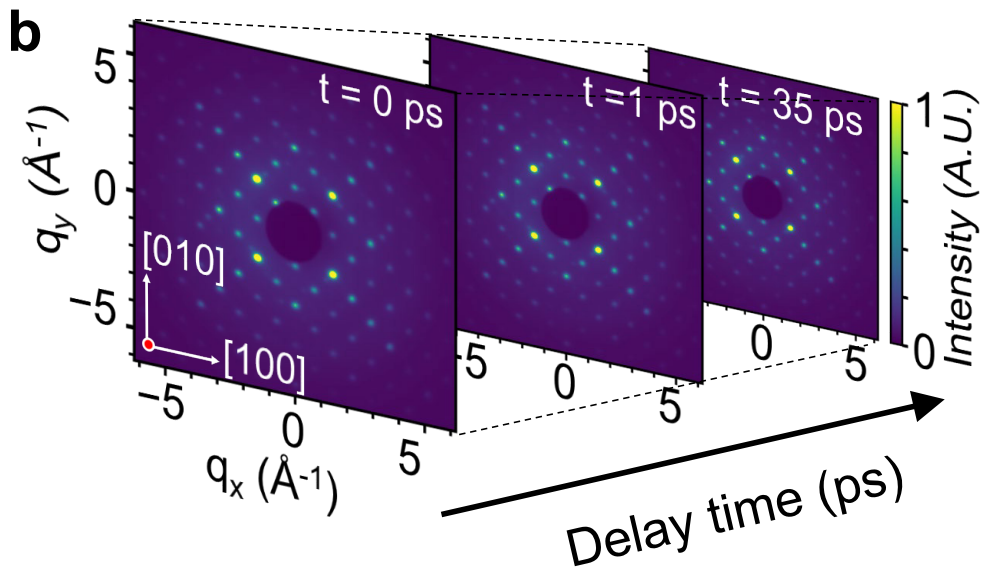 b
5
0
−5
q_y (Å⁻¹)
t = 0 ps
[010]
[100]
−5
0
5
q_x (Å⁻¹)
t =1 ps
-5
0
5
t = 35 ps
0
5
1
0
Intensity (A.U.)
Delay time (ps)